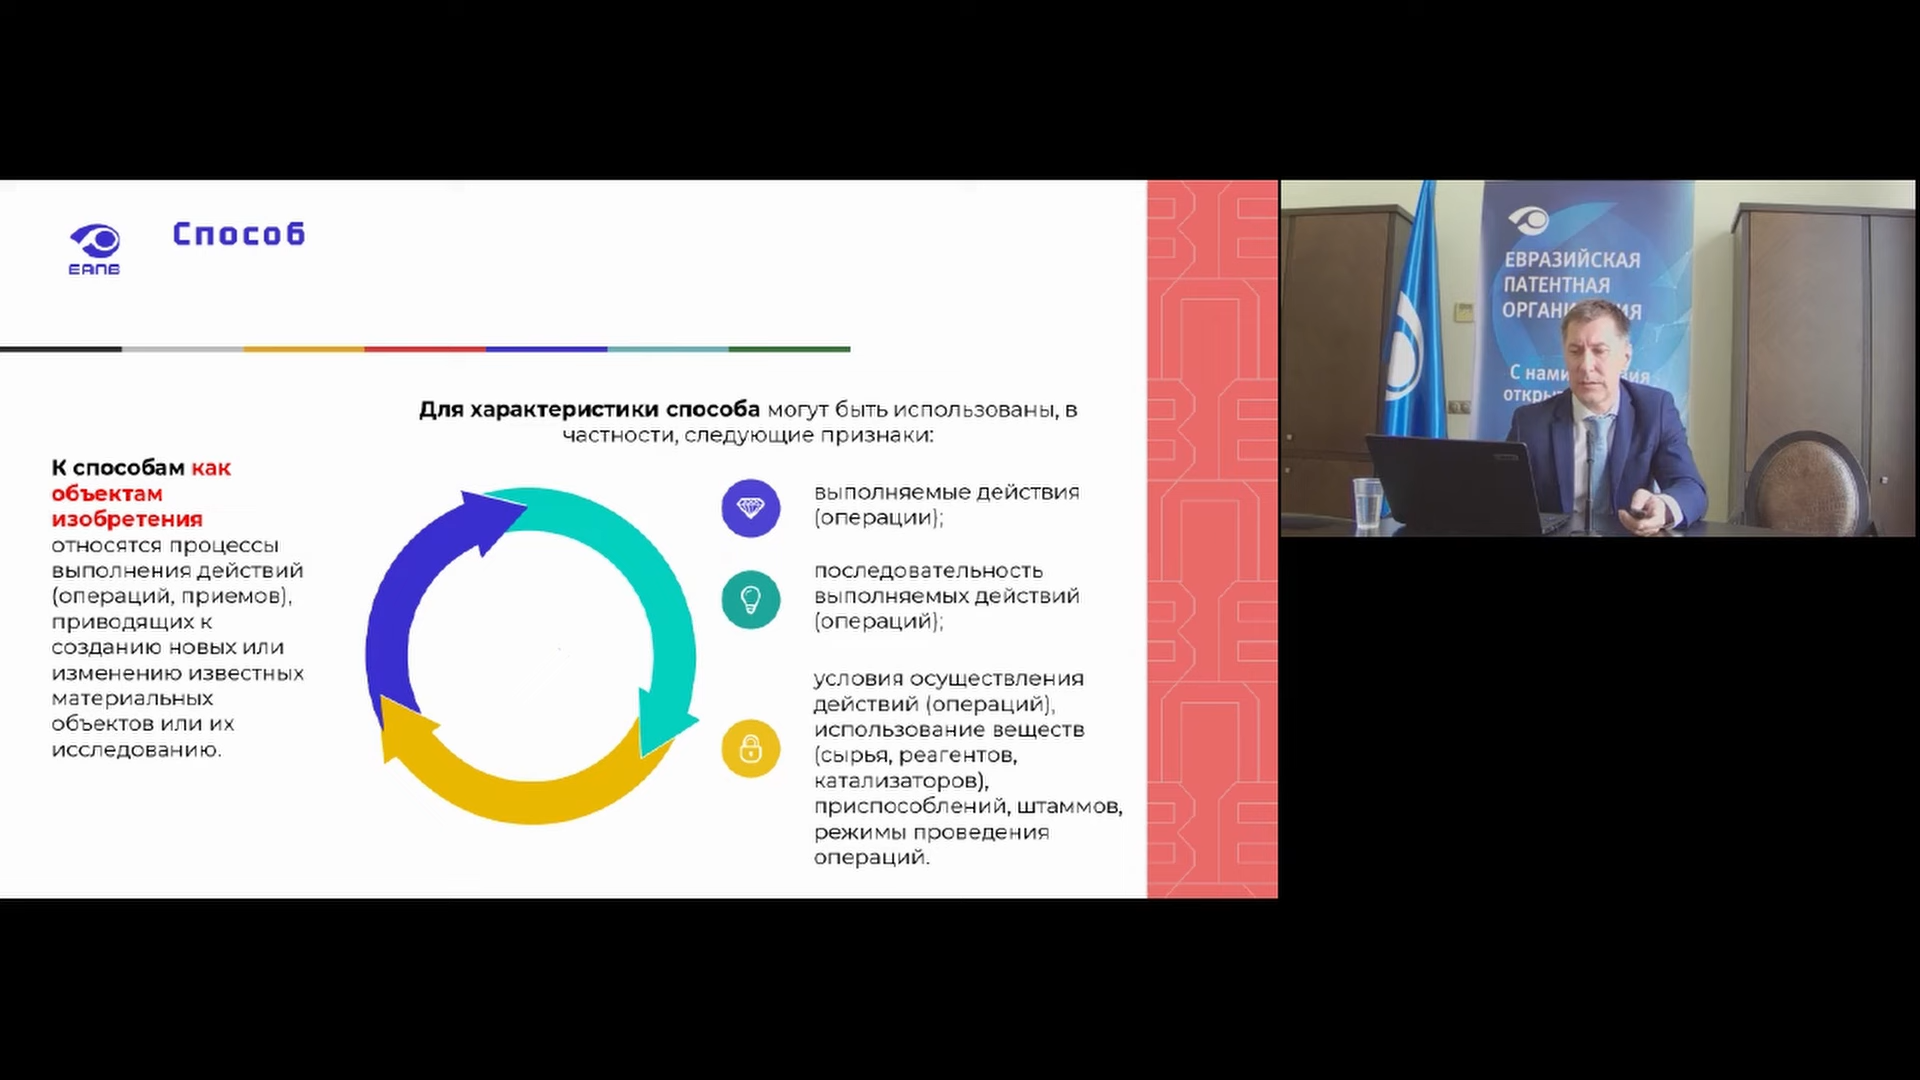 ЕАПВ
Способ
Для характеристики способа могут быть использованы, в
частности, следующие признаки:
К способам как
объектам
изобретения
относятся процессы
выполнения действий
(операций, приемов),
приводящих к
созданию новых или
изменению известных
материальных
объектов или их
исследованию.
выполняемые действия
(операции);
последовательность
выполняемых действий
(операций);
условия осуществления
действий (операций),
использование веществ
(сырья, реагентов,
катализаторов),
приспособлений, штаммов,
режимы проведения
операций.
ЕВРАЗИЙСКАЯ
ПАТЕНТНАЯ
С нами